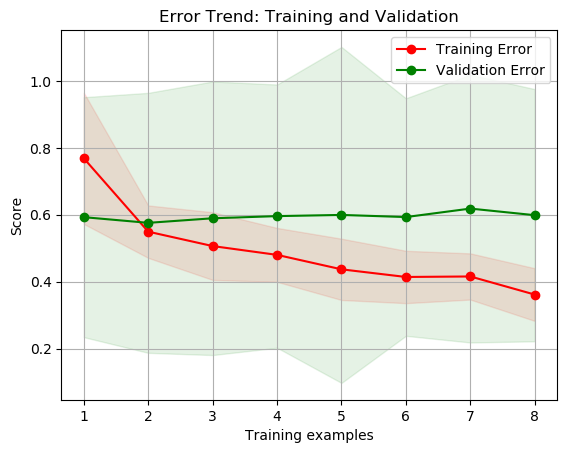 Error Trend: Training and Validation
Training Error
Validation Error
Score
1.0
0.8
0.6
0.4
0.2
1 2 3 4 5 6 7 8
Training examples